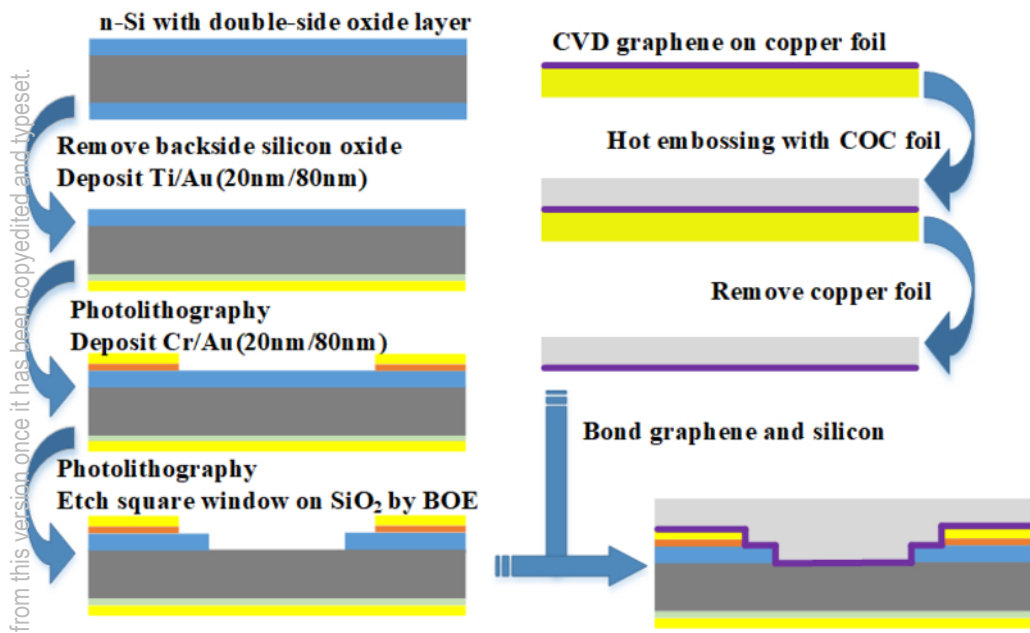 n-Si with double-side oxide layer
Remove backside silicon oxide
Deposit Ti/Au(20nm/80nm)
Photolithography
Deposit Cr/Au(20nm/80nm)
Photolithography
Etch square window on SiO₂ by BOE
CVD graphene on copper foil
Hot embossing with COC foil
Remove copper foil
Bond graphene and silicon
from this version once it has been copyedited and typeset.